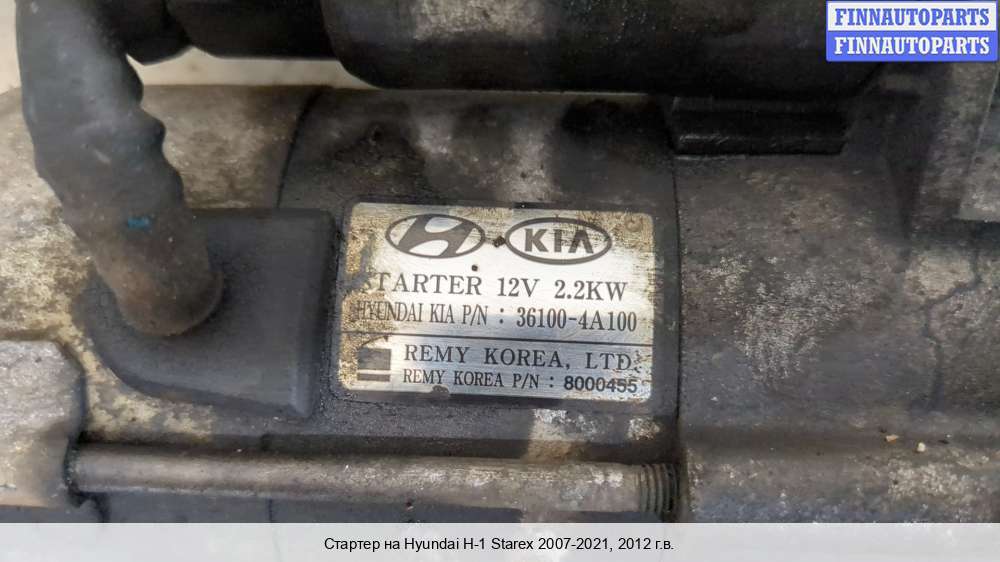 FINNAUTOPARTS
FINNAUTOPARTS
KIA
STARTER 12V 2.2KW
HYUNDAI KIA P/N : 36100-4A100
REMY KOREA, LTD.
REMY KOREA P/N : 8000455
Стартер на Hyundai H-1 Starex 2007-2021, 2012 г.в.